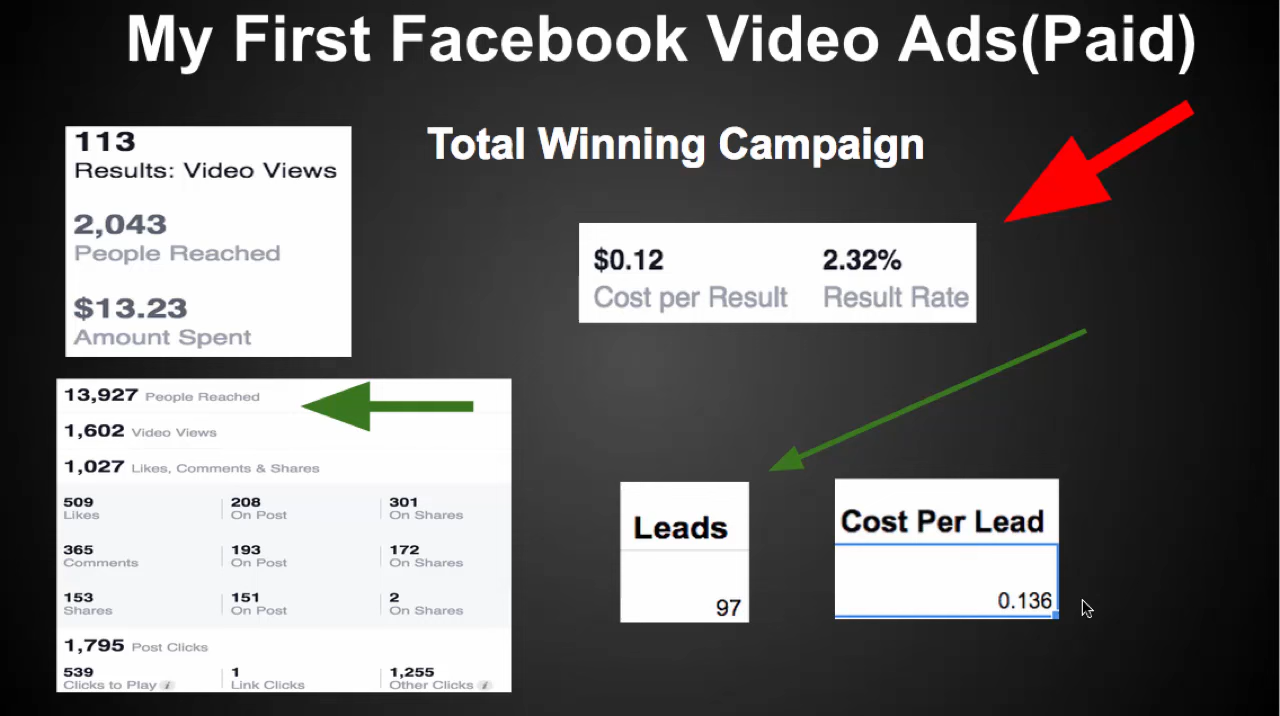 My First Facebook Video Ads(Paid)
Total Winning Campaign
113
Results: Video Views
2,043
People Reached
$13.23
Amount Spent
$0.12 2.32%
Cost per Result Result Rate
13,927 People Reached
1,602 Video Views
1,027 Likes, Comments & Shares
509 208 301
Likes On Post On Shares
365 193 172
Comments On Post On Shares
153 151 2
Shares On Post On Shares
1,795 Post Clicks
539 1 1,255
Clicks to Play i Link Clicks Other Clicks i
Leads
97
Cost Per Lead
0.136